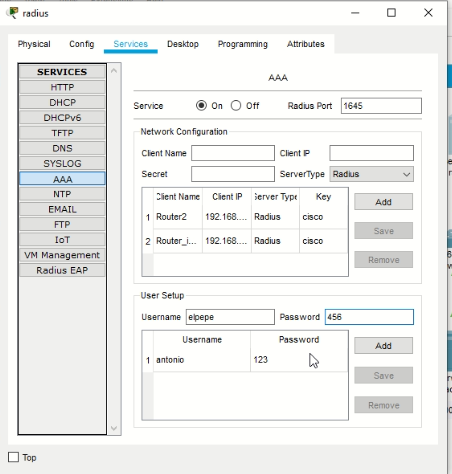 radius
Physical Config Services Desktop Programming Attributes
SERVICES
HTTP
DHCP
DHCPv6
TFTP
DNS
SYSLOG
AAA
NTP
EMAIL
FTP
IoT
VM Management
Radius EAP
AAA
Service On Off Radius Port 1645
Network Configuration
Client Name Client IP
Secret ServerType Radius
Client Name Client IP Server Type Key
1 Router2 192.168.... Radius cisco
2 Router_i... 192.168.... Radius cisco
Add
Save
Remove
User Setup
Username elpepe Password 456
Username Password
1 antonio 123
Add
Save
Remove
Top